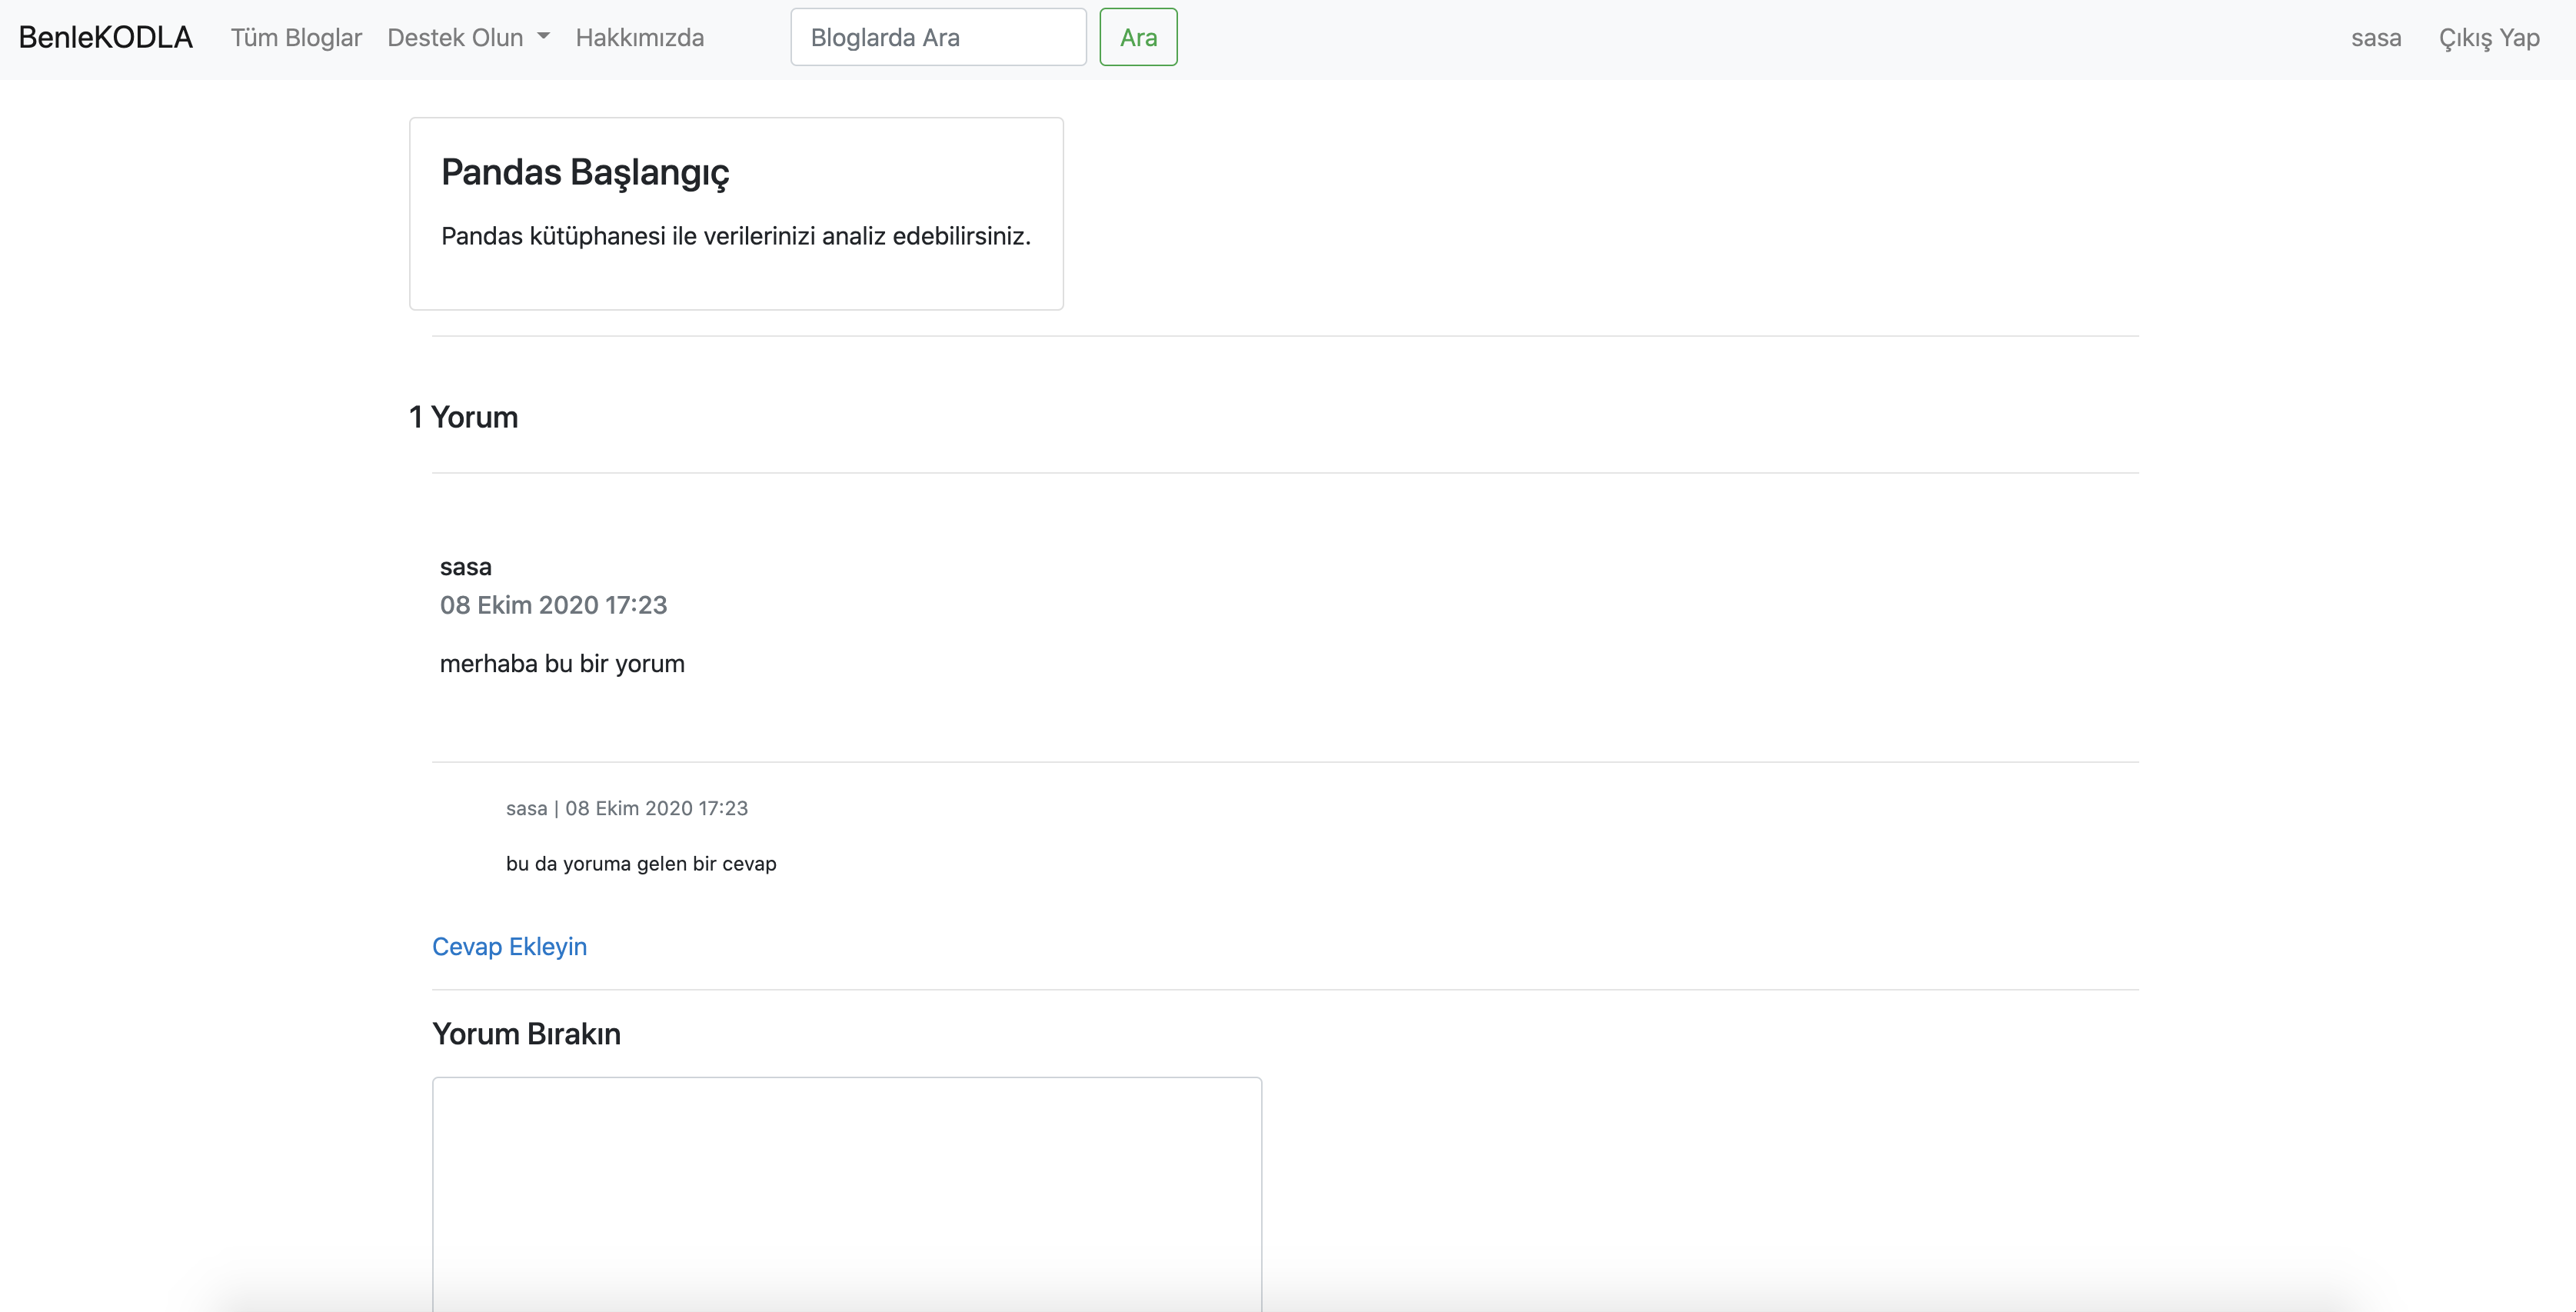 BenleKODLA Tüm Bloglar Destek Olun Hakkımızda Bloglarda Ara Ara sasa Çıkış Yap
Pandas Başlangıç
Pandas kütüphanesi ile verilerinizi analiz edebilirsiniz.
1 Yorum
sasa
08 Ekim 2020 17:23
merhaba bu bir yorum
sasa | 08 Ekim 2020 17:23
bu da yoruma gelen bir cevap
Cevap Ekleyin
Yorum Bırakın